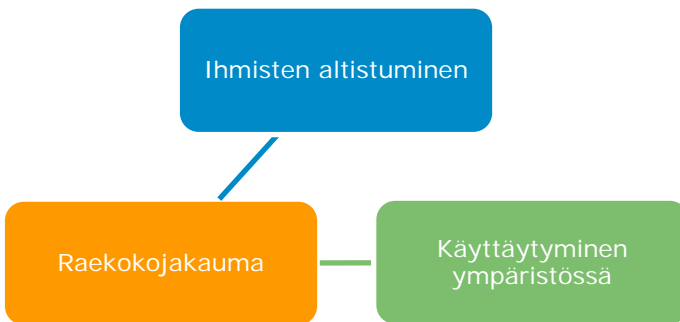 Ihmisten altistuminen
Raekokojakauma
Käyttäytyminen
ympäristössä